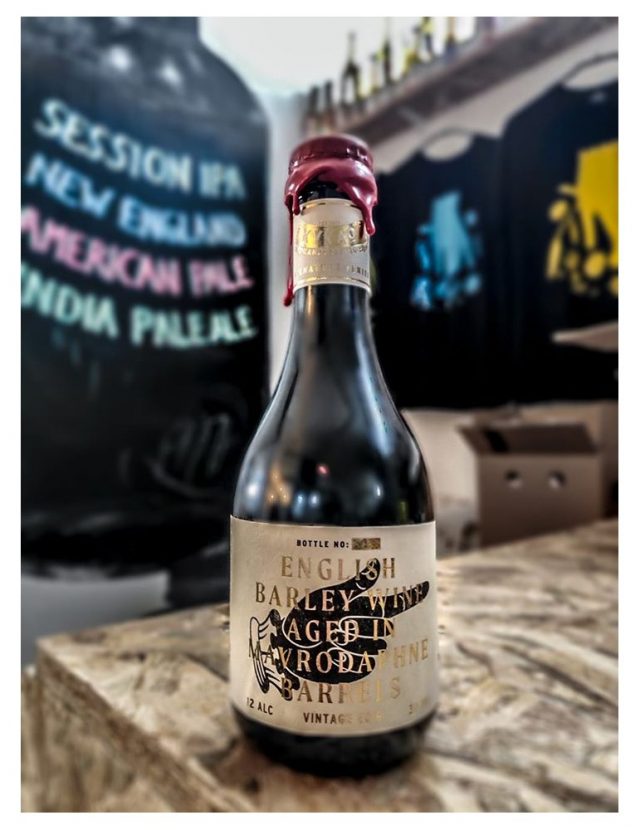 SESSION IPA
NEW ENGLAND
AMERICAN PALE
INDIA PALE ALE
BOTTLE NO:
ENGLISH
BARLEY WINE
AGED IN
MAVRODAPHNE
BARRELS
12 ALC
VINTAGE